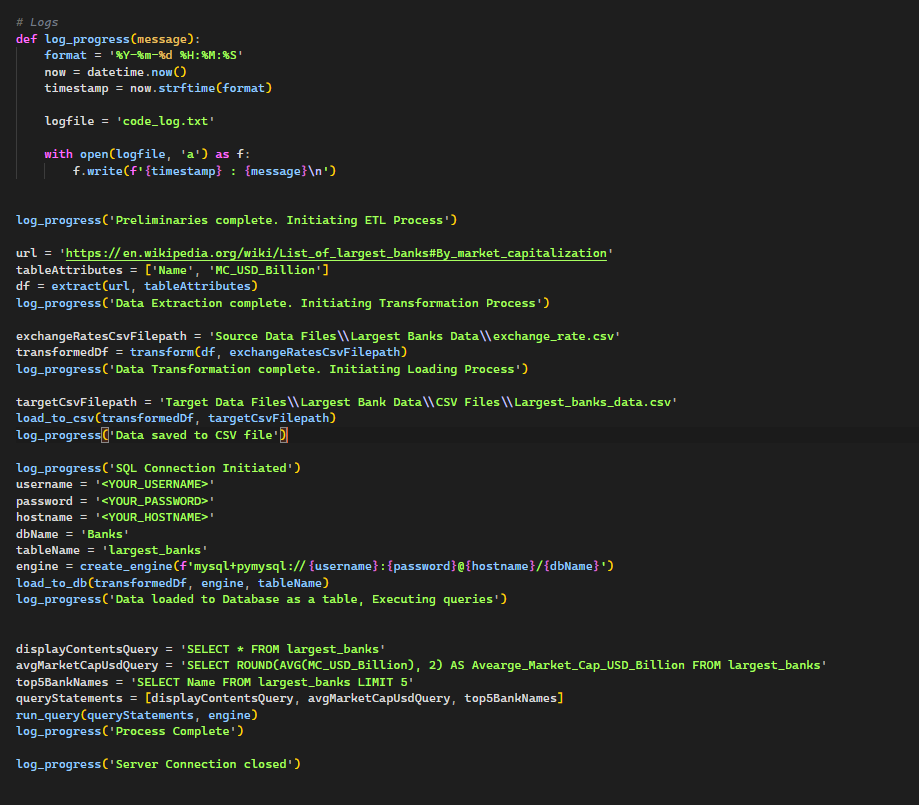 # Logs
def log_progress(message):
    format = '%Y-%m-%d %H:%M:%S'
    now = datetime.now()
    timestamp = now.strftime(format)

    logfile = 'code_log.txt'

    with open(logfile, 'a') as f:
        f.write(f'{timestamp} : {message}\n')


log_progress('Preliminaries complete. Initiating ETL Process')

url = 'https://en.wikipedia.org/wiki/List_of_largest_banks#By_market_capitalization'
tableAttributes = ['Name', 'MC_USD_Billion']
df = extract(url, tableAttributes)
log_progress('Data Extraction complete. Initiating Transformation Process')

exchangeRatesCsvFilepath = 'Source Data Files\\Largest Banks Data\\exchange_rate.csv'
transformedDf = transform(df, exchangeRatesCsvFilepath)
log_progress('Data Transformation complete. Initiating Loading Process')

targetCsvFilepath = 'Target Data Files\\Largest Bank Data\\CSV Files\\Largest_banks_data.csv'
load_to_csv(transformedDf, targetCsvFilepath)
log_progress('Data saved to CSV file')

log_progress('SQL Connection Initiated')
username = '<YOUR_USERNAME>'
password = '<YOUR_PASSWORD>'
hostname = '<YOUR_HOSTNAME>'
dbName = 'Banks'
tableName = 'largest_banks'
engine = create_engine(f'mysql+pymysql://{username}:{password}@{hostname}/{dbName}')
load_to_db(transformedDf, engine, tableName)
log_progress('Data loaded to Database as a table, Executing queries')


displayContentsQuery = 'SELECT * FROM largest_banks'
avgMarketCapUsdQuery = 'SELECT ROUND(AVG(MC_USD_Billion), 2) AS Avearge_Market_Cap_USD_Billion FROM largest_banks'
top5BankNames = 'SELECT Name FROM largest_banks LIMIT 5'
queryStatements = [displayContentsQuery, avgMarketCapUsdQuery, top5BankNames]
run_query(queryStatements, engine)
log_progress('Process Complete')

log_progress('Server Connection closed')